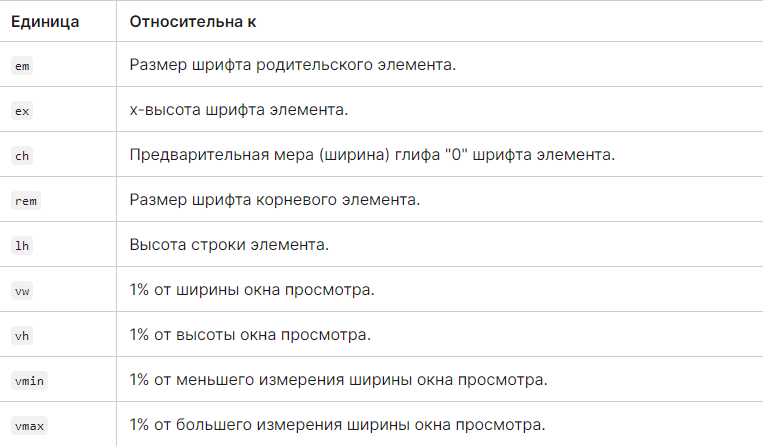 Единица Относительна к
em Размер шрифта родительского элемента.
ex x-высота шрифта элемента.
ch Предварительная мера (ширина) глифа "0" шрифта элемента.
rem Размер шрифта корневого элемента.
lh Высота строки элемента.
vw 1% от ширины окна просмотра.
vh 1% от высоты окна просмотра.
vmin 1% от меньшего измерения ширины окна просмотра.
vmax 1% от большего измерения ширины окна просмотра.